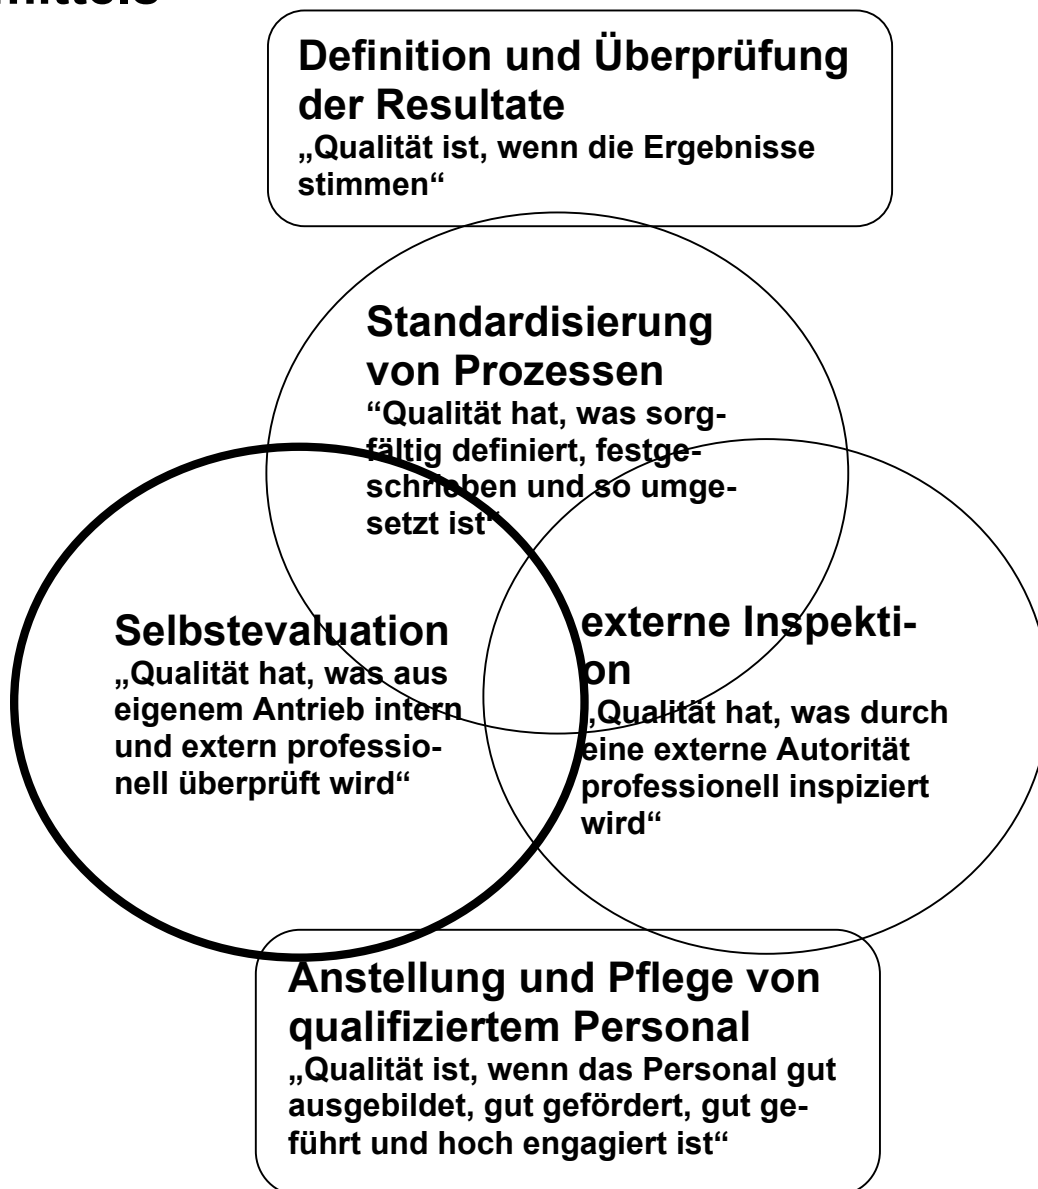 Definition und Überprüfung
der Resultate
„Qualität ist, wenn die Ergebnisse
stimmen“
Standardisierung
von Prozessen
“Qualität hat, was sorg-
fältig definiert, festge-
schrieben und so umge-
setzt ist“
Selbstevaluation
„Qualität hat, was aus
eigenem Antrieb intern
und extern professio-
nell überprüft wird“
externe Inspekti-
on
„Qualität hat, was durch
eine externe Autorität
professionell inspiziert
wird“
Anstellung und Pflege von
qualifiziertem Personal
„Qualität ist, wenn das Personal gut
ausgebildet, gut gefördert, gut ge-
führt und hoch engagiert ist“